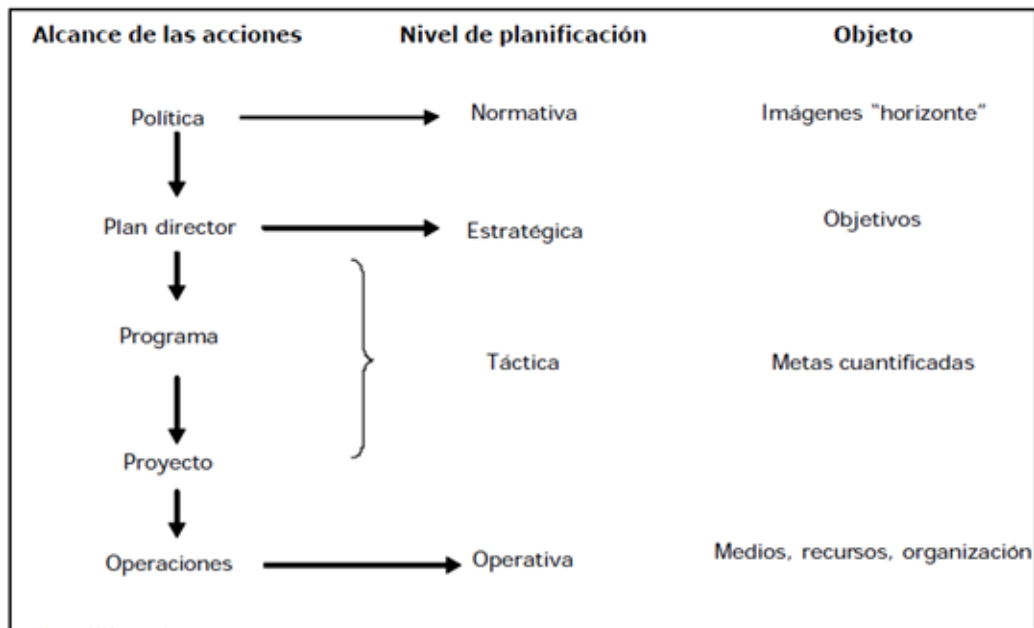 Alcance de las acciones Nivel de planificación Objeto
Política Normativa Imágenes "horizonte"
Plan director Estratégica Objetivos
Programa Táctica Metas cuantificadas
Proyecto
Operaciones Operativa Medios, recursos, organización